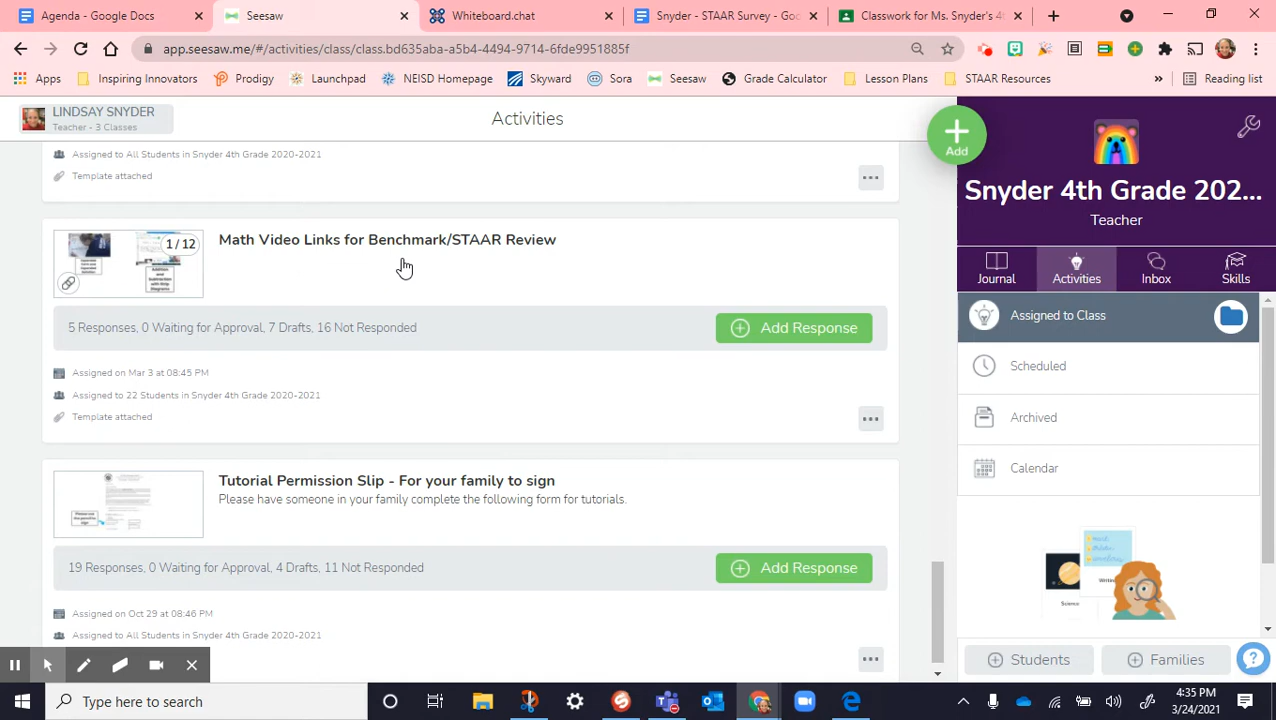 Agenda - Google Docs
Seesaw
Whiteboard.chat
Snyder - STAAR Survey - Goo
Classwork for Ms. Snyder's 4t
app.seesaw.me/#/activities/class/class.bd635aba-a5b4-4494-9714-6fde9951885f
Apps
Inspiring Innovators
Prodigy
Launchpad
NEISD Homepage
Skyward
Sora
Seesaw
Grade Calculator
Lesson Plans
STAAR Resources
»
Reading list
LINDSAY SNYDER
Teacher - 3 Classes
Activities
Add
Assigned to All Students in Snyder 4th Grade 2020-2021
Template attached
Math Video Links for Benchmark/STAAR Review
1 / 12
5 Responses, 0 Waiting for Approval, 7 Drafts, 16 Not Responded
Add Response
Assigned on Mar 3 at 08:45 PM
Assigned to 22 Students in Snyder 4th Grade 2020-2021
Template attached
Tutorial Permission Slip - For your family to sign
Please have someone in your family complete the following form for tutorials.
19 Responses, 0 Waiting for Approval, 4 Drafts, 11 Not Responded
Add Response
Assigned on Oct 29 at 08:46 PM
Assigned to All Students in Snyder 4th Grade 2020-2021
Snyder 4th Grade 202...
Teacher
Journal
Activities
Inbox
Skills
Assigned to Class
Scheduled
Archived
Calendar
Science
Students
Families
?
Type here to search
4:35 PM
3/24/2021